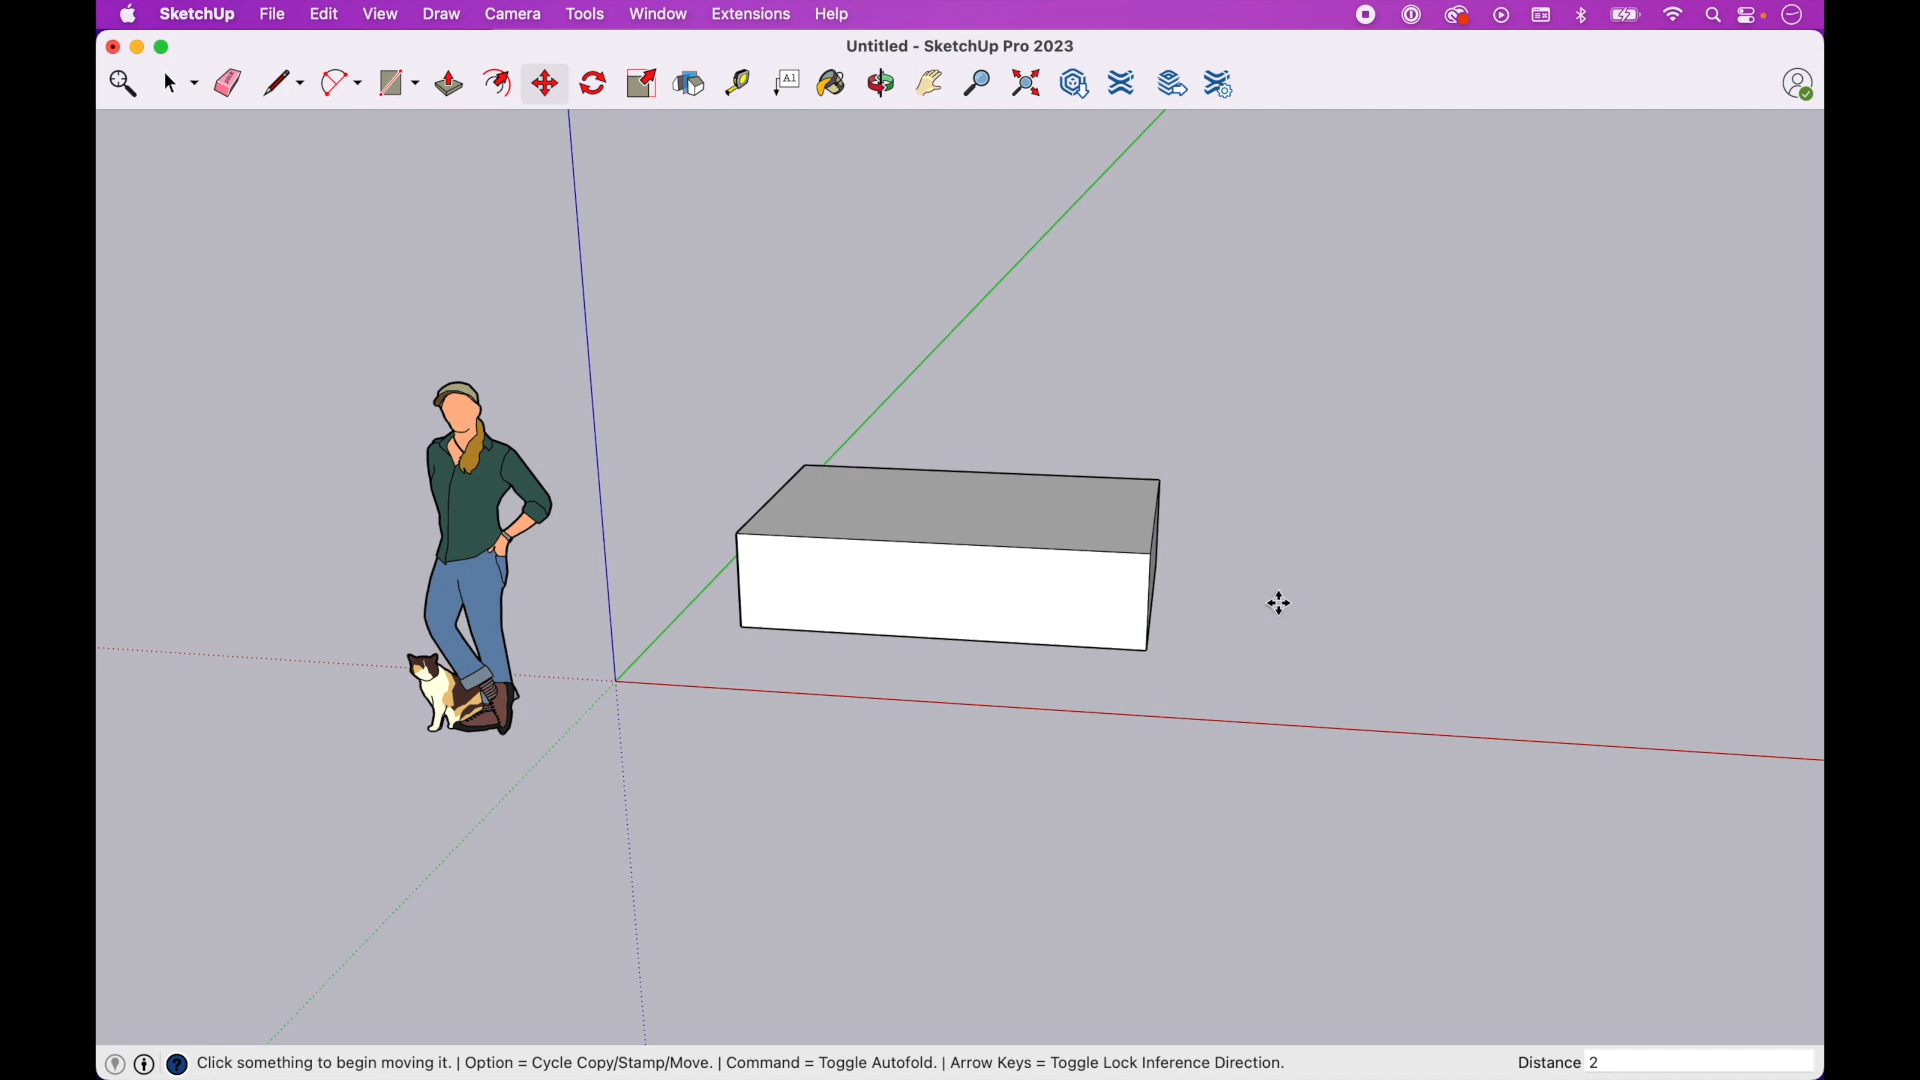 SketchUp File Edit View Draw Camera Tools Window Extensions Help
Untitled - SketchUp Pro 2023
A1
Click something to begin moving it. | Option = Cycle Copy/Stamp/Move. | Command = Toggle Autofold. | Arrow Keys = Toggle Lock Inference Direction. Distance 2